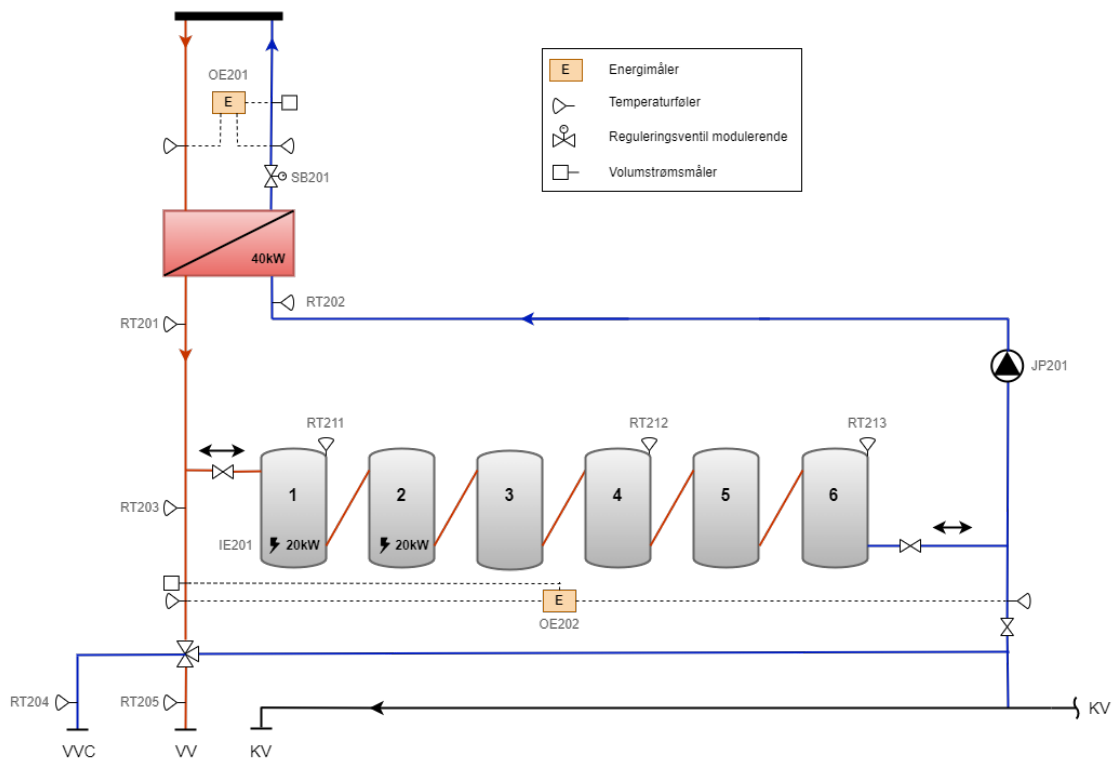 OE201
E
SB201
40kW
E
Energimåler
Temperaturføler
Reguleringsventil modulerende
Volumstrømsmåler
RT202
RT201
JP201
RT211
RT212
RT213
1
2
3
4
5
6
RT203
IE201
20kW
20kW
E
OE202
RT204
RT205
KV
VVC
VV
KV